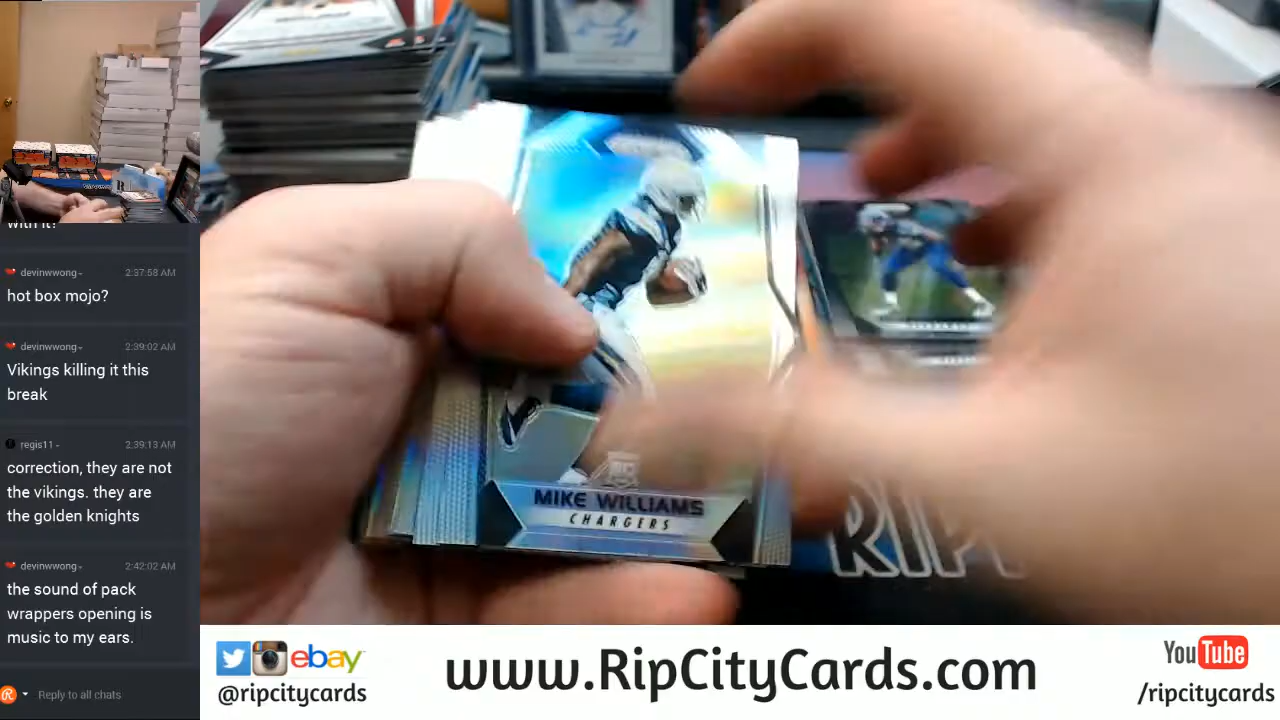 with it?
devinwwong-
2:37:58 AM
hot box mojo?
devinwwong-
2:39:02 AM
Vikings killing it this
break
regis11-
2:39:13 AM
correction, they are not
the vikings. they are
the golden knights
devinwwong-
2:42:02 AM
the sound of pack
wrappers opening is
music to my ears.
Reply to all chats
RC
MIKE WILLIAMS
CHARGERS
RIP
ebay
@ripcitycards
www.RipCityCards.com
YouTube
/ripcitycards